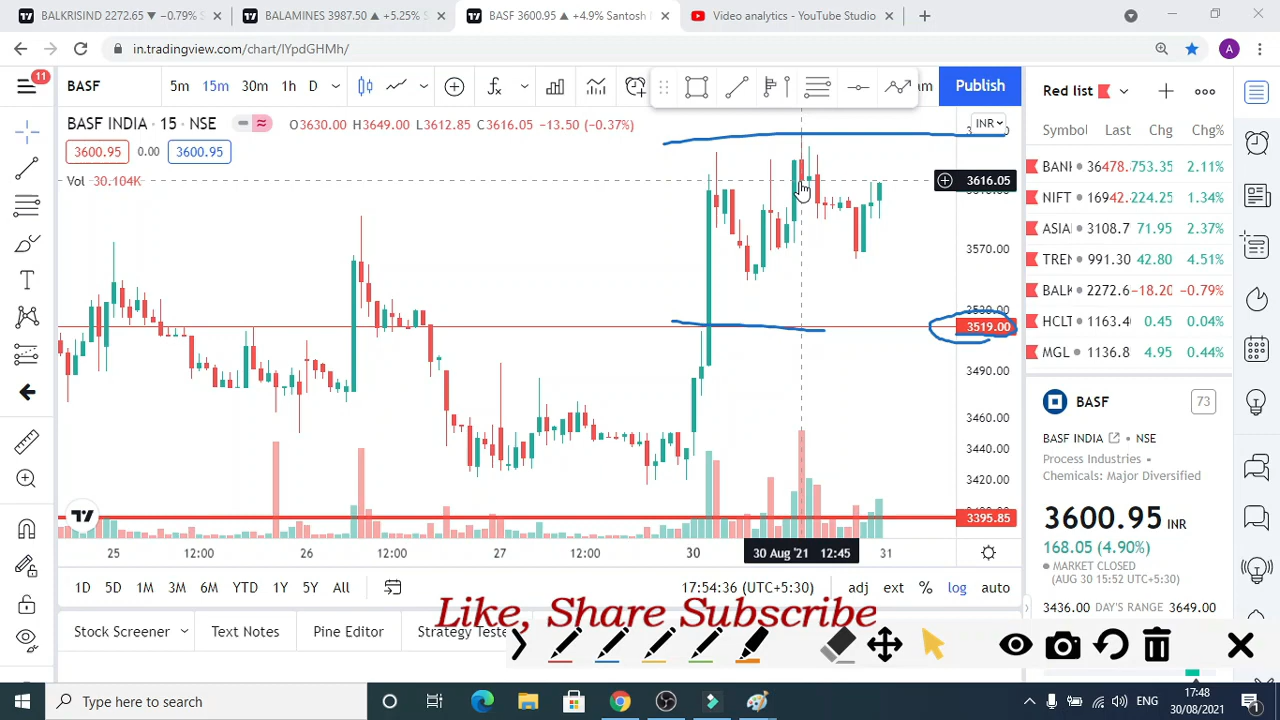 BALKRISIND 2272.65 ▼ −0.79% S
BALAMINES 3987.50 ▲ +5.25% S
BASF 3600.95 ▲ +4.9% Santosh
Video analytics - YouTube Studio
in.tradingview.com/chart/IYpdGHMh/
A
11
BASF
5m 15m 30m 1h D
Publish
Red list
BASF INDIA · 15 · NSE
O3630.00 H3649.00 L3612.85 C3616.05 −13.50 (−0.37%)
INR
Symbol Last Chg Chg%
3600.95 0.00 3600.95
Vol 30.104K
3616.05
BANK 36478. 753.35 2.11%
NIFT 16942. 224.25 1.34%
ASIAI 3108.7 71.95 2.37%
TREN 991.30 42.80 4.51%
BALK 2272.6 −18.20 −0.79%
HCLT 1163.4 0.45 0.04%
MGL 1136.8 4.95 0.44%
3570.00
3530.00
3519.00
3490.00
3460.00
3440.00
3420.00
3395.85
BASF 73
BASF INDIA • NSE
Process Industries •
Chemicals: Major Diversified
3600.95 INR
168.05 (4.90%)
MARKET CLOSED
(AUG 30 15:52 UTC+5:30)
3436.00 DAY'S RANGE 3649.00
25 12:00 26 12:00 27 12:00 30 30 Aug '21 12:45 31
1D 5D 1M 3M 6M YTD 1Y 5Y All
17:54:36 (UTC+5:30) adj ext % log auto
Like, Share Subscribe
Stock Screener Text Notes Pine Editor Strategy Teste
Type here to search
ENG
17:48
30/08/2021
1